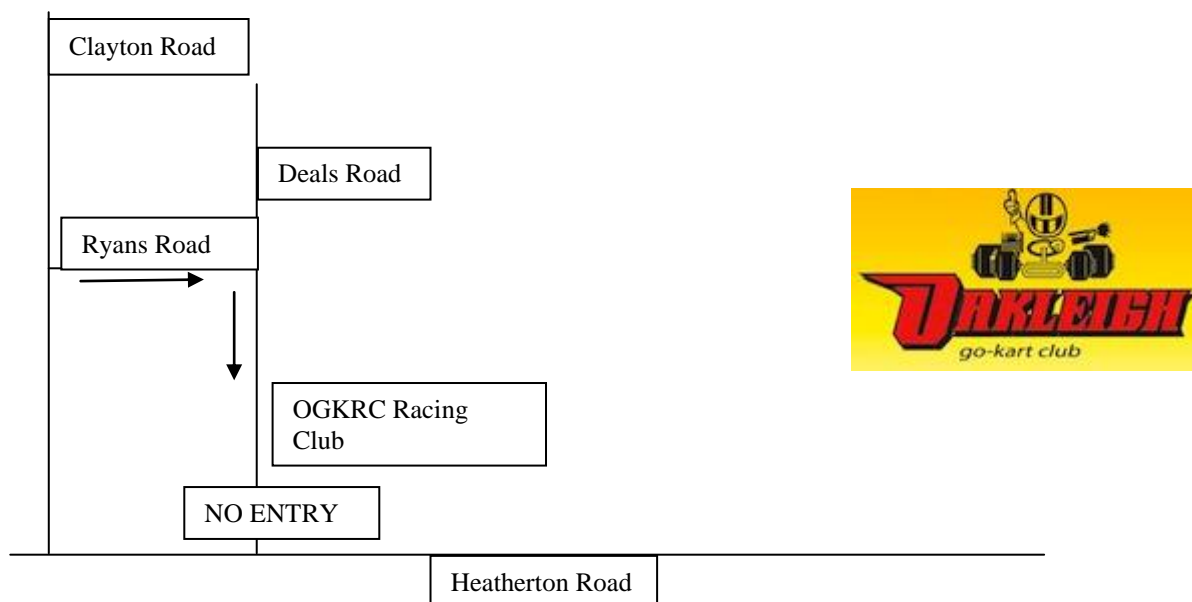 Clayton Road
Deals Road
Ryans Road
OAKLEIGH
go-kart club
OGKRC Racing
Club
NO ENTRY
Heatherton Road